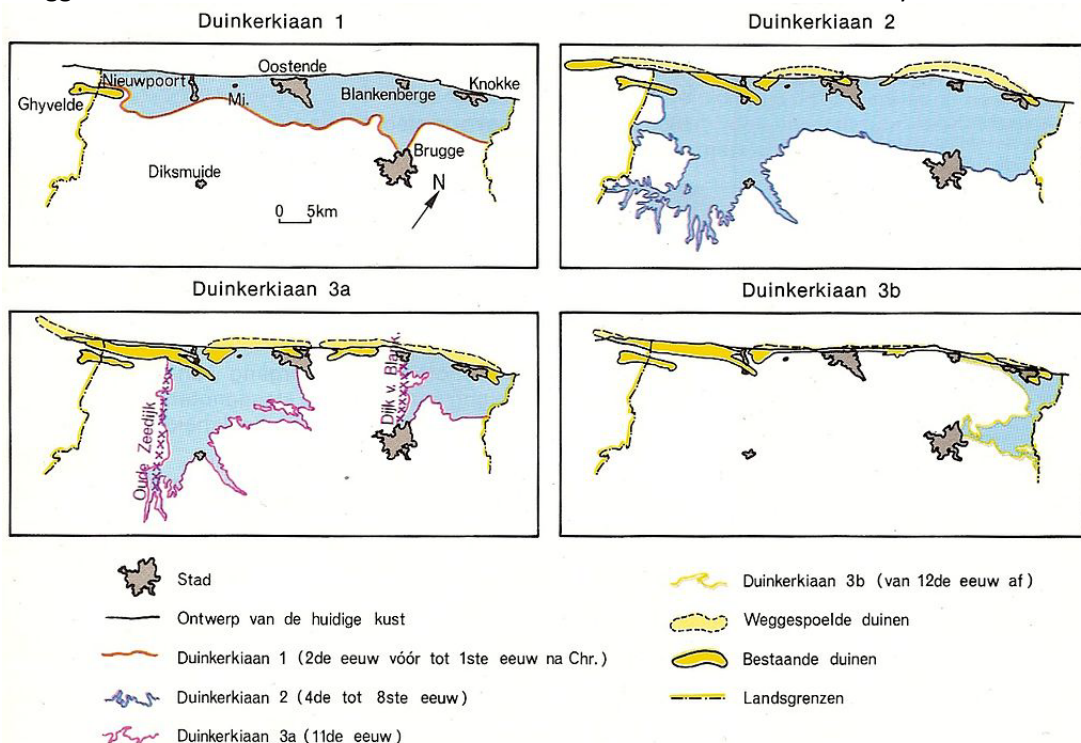 Duinkerkiaan 1
Nieuwpoort
Oostende
Knokke
Ghyvelde
Mi.
Blankenberge
Brugge
Diksmuide
N
0 5km
Duinkerkiaan 2
Duinkerkiaan 3a
Oude Zeedijk
Dijk v. Blank.
Duinkerkiaan 3b
Stad
Ontwerp van de huidige kust
Duinkerkiaan 1 (2de eeuw vóór tot 1ste eeuw na Chr.)
Duinkerkiaan 2 (4de tot 8ste eeuw)
Duinkerkiaan 3a (11de eeuw)
Duinkerkiaan 3b (van 12de eeuw af)
Weggespoelde duinen
Bestaande duinen
Landsgrenzen